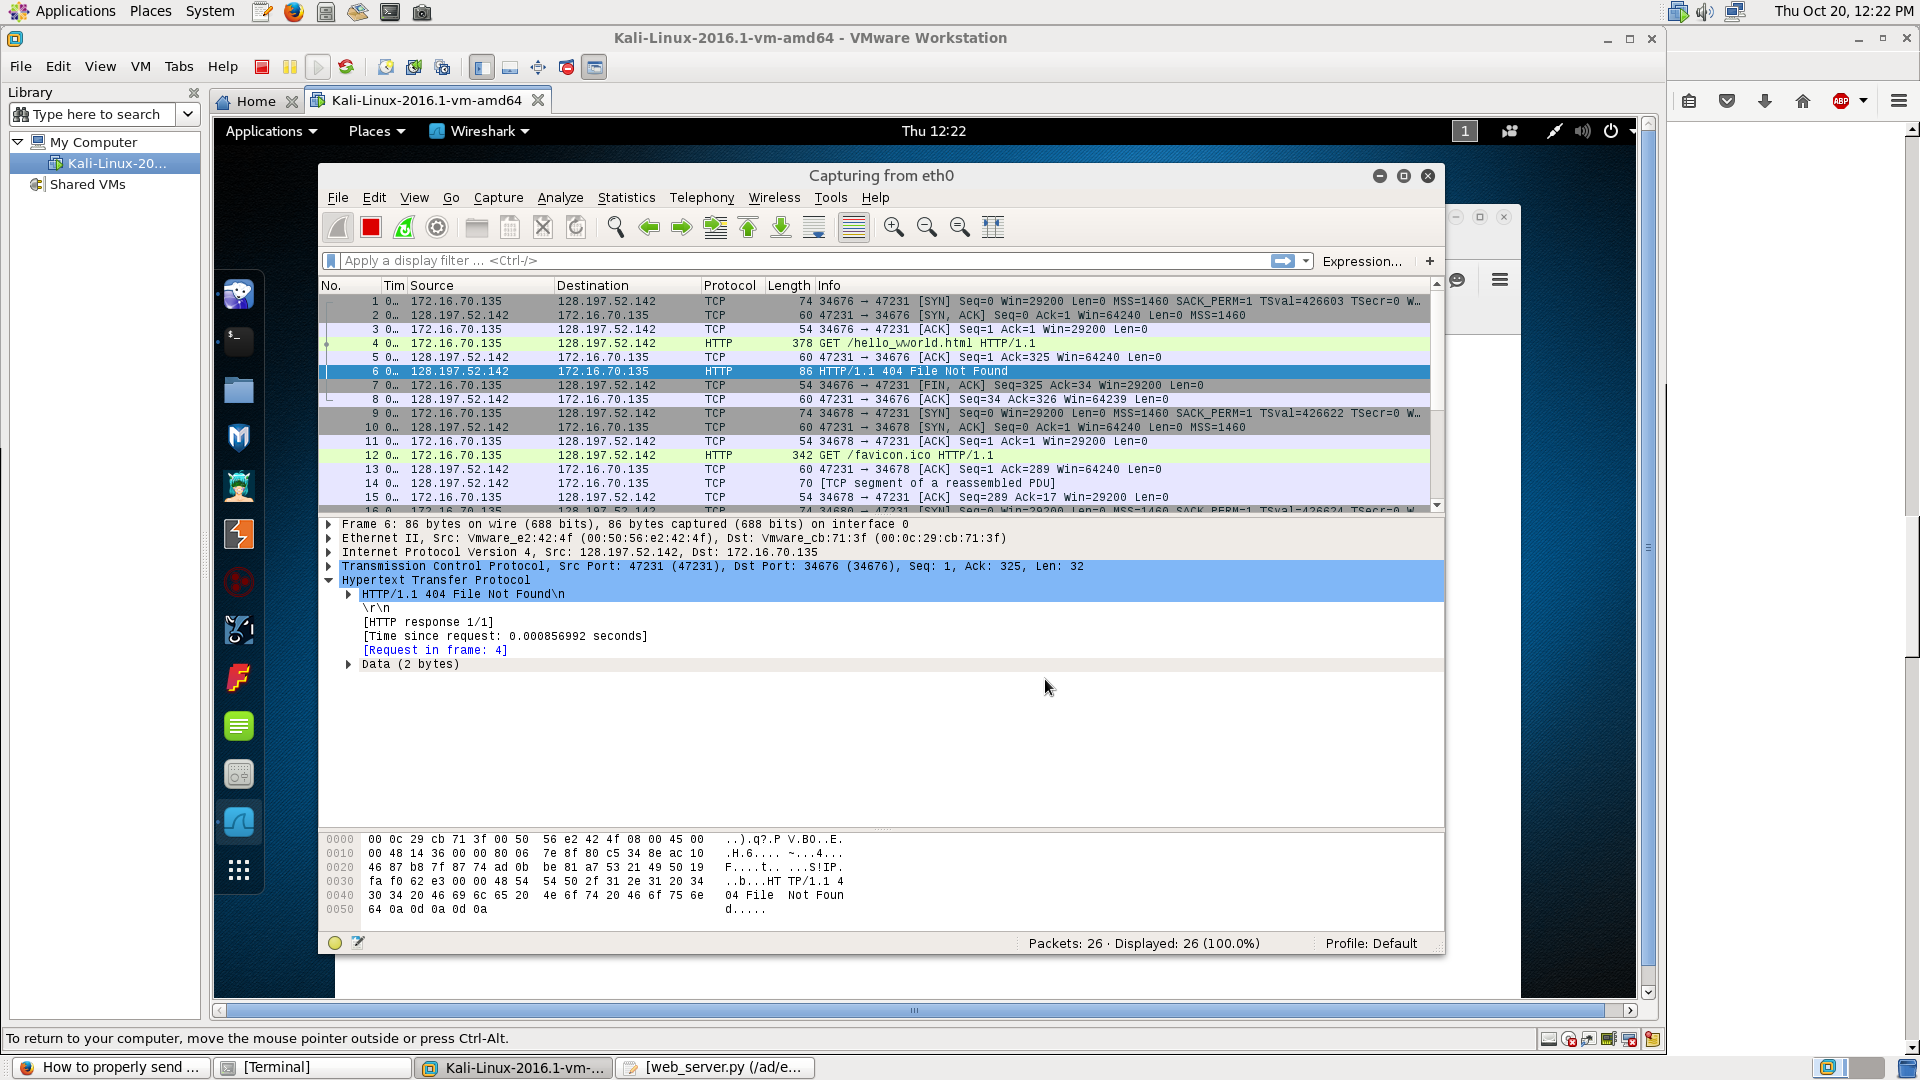 Applications Places System Thu Oct 20, 12:22 PM
Kali-Linux-2016.1-vm-amd64 - VMware Workstation
File Edit View VM Tabs Help
ABP
Library
Home Kali-Linux-2016.1-vm-amd64
Type here to search
My Computer
Kali-Linux-20...
Shared VMs
Applications Places Wireshark Thu 12:22 1
Capturing from eth0
File Edit View Go Capture Analyze Statistics Telephony Wireless Tools Help
Apply a display filter ... <Ctrl-/> Expression... +
No. Tim Source Destination Protocol Length Info
1 0… 172.16.70.135 128.197.52.142 TCP 74 34676 → 47231 [SYN] Seq=0 Win=29200 Len=0 MSS=1460 SACK_PERM=1 TSval=426603 TSecr=0 W…
2 0… 128.197.52.142 172.16.70.135 TCP 60 47231 → 34676 [SYN, ACK] Seq=0 Ack=1 Win=64240 Len=0 MSS=1460
3 0… 172.16.70.135 128.197.52.142 TCP 54 34676 → 47231 [ACK] Seq=1 Ack=1 Win=29200 Len=0
4 0… 172.16.70.135 128.197.52.142 HTTP 378 GET /hello_wworld.html HTTP/1.1
5 0… 128.197.52.142 172.16.70.135 TCP 60 47231 → 34676 [ACK] Seq=1 Ack=325 Win=64240 Len=0
6 0… 128.197.52.142 172.16.70.135 HTTP 86 HTTP/1.1 404 File Not Found
7 0… 172.16.70.135 128.197.52.142 TCP 54 34676 → 47231 [FIN, ACK] Seq=325 Ack=34 Win=29200 Len=0
8 0… 128.197.52.142 172.16.70.135 TCP 60 47231 → 34676 [ACK] Seq=34 Ack=326 Win=64239 Len=0
9 0… 172.16.70.135 128.197.52.142 TCP 74 34678 → 47231 [SYN] Seq=0 Win=29200 Len=0 MSS=1460 SACK_PERM=1 TSval=426622 TSecr=0 W…
10 0… 128.197.52.142 172.16.70.135 TCP 60 47231 → 34678 [SYN, ACK] Seq=0 Ack=1 Win=64240 Len=0 MSS=1460
11 0… 172.16.70.135 128.197.52.142 TCP 54 34678 → 47231 [ACK] Seq=1 Ack=1 Win=29200 Len=0
12 0… 172.16.70.135 128.197.52.142 HTTP 342 GET /favicon.ico HTTP/1.1
13 0… 128.197.52.142 172.16.70.135 TCP 60 47231 → 34678 [ACK] Seq=1 Ack=289 Win=64240 Len=0
14 0… 128.197.52.142 172.16.70.135 TCP 70 [TCP segment of a reassembled PDU]
15 0… 172.16.70.135 128.197.52.142 TCP 54 34678 → 47231 [ACK] Seq=289 Ack=17 Win=29200 Len=0
16 0… 172.16.70.135 128.197.52.142 TCP 74 34680 → 47231 [SYN] Seq=0 Win=29200 Len=0 MSS=1460 SACK_PERM=1 TSval=426624 TSecr=0 W…
Frame 6: 86 bytes on wire (688 bits), 86 bytes captured (688 bits) on interface 0
Ethernet II, Src: Vmware_e2:42:4f (00:50:56:e2:42:4f), Dst: Vmware_cb:71:3f (00:0c:29:cb:71:3f)
Internet Protocol Version 4, Src: 128.197.52.142, Dst: 172.16.70.135
Transmission Control Protocol, Src Port: 47231 (47231), Dst Port: 34676 (34676), Seq: 1, Ack: 325, Len: 32
Hypertext Transfer Protocol
HTTP/1.1 404 File Not Found\n
\r\n
[HTTP response 1/1]
[Time since request: 0.000856992 seconds]
[Request in frame: 4]
Data (2 bytes)
0000 00 0c 29 cb 71 3f 00 50 56 e2 42 4f 08 00 45 00 ..).q?.P V.BO..E.
0010 00 48 14 36 00 00 80 06 7e 8f 80 c5 34 8e ac 10 .H.6.... ~...4...
0020 46 87 b8 7f 87 74 ad 0b be 81 a7 53 21 49 50 19 F....t.. ...S!IP.
0030 fa f0 62 e3 00 00 48 54 54 50 2f 31 2e 31 20 34 ..b...HT TP/1.1 4
0040 30 34 20 46 69 6c 65 20 4e 6f 74 20 46 6f 75 6e 04 File Not Foun
0050 64 0a 0d 0a 0d 0a d.....
Packets: 26 · Displayed: 26 (100.0%) Profile: Default
To return to your computer, move the mouse pointer outside or press Ctrl-Alt.
How to properly send ... [Terminal] Kali-Linux-2016.1-vm-... [web_server.py (/ad/e...